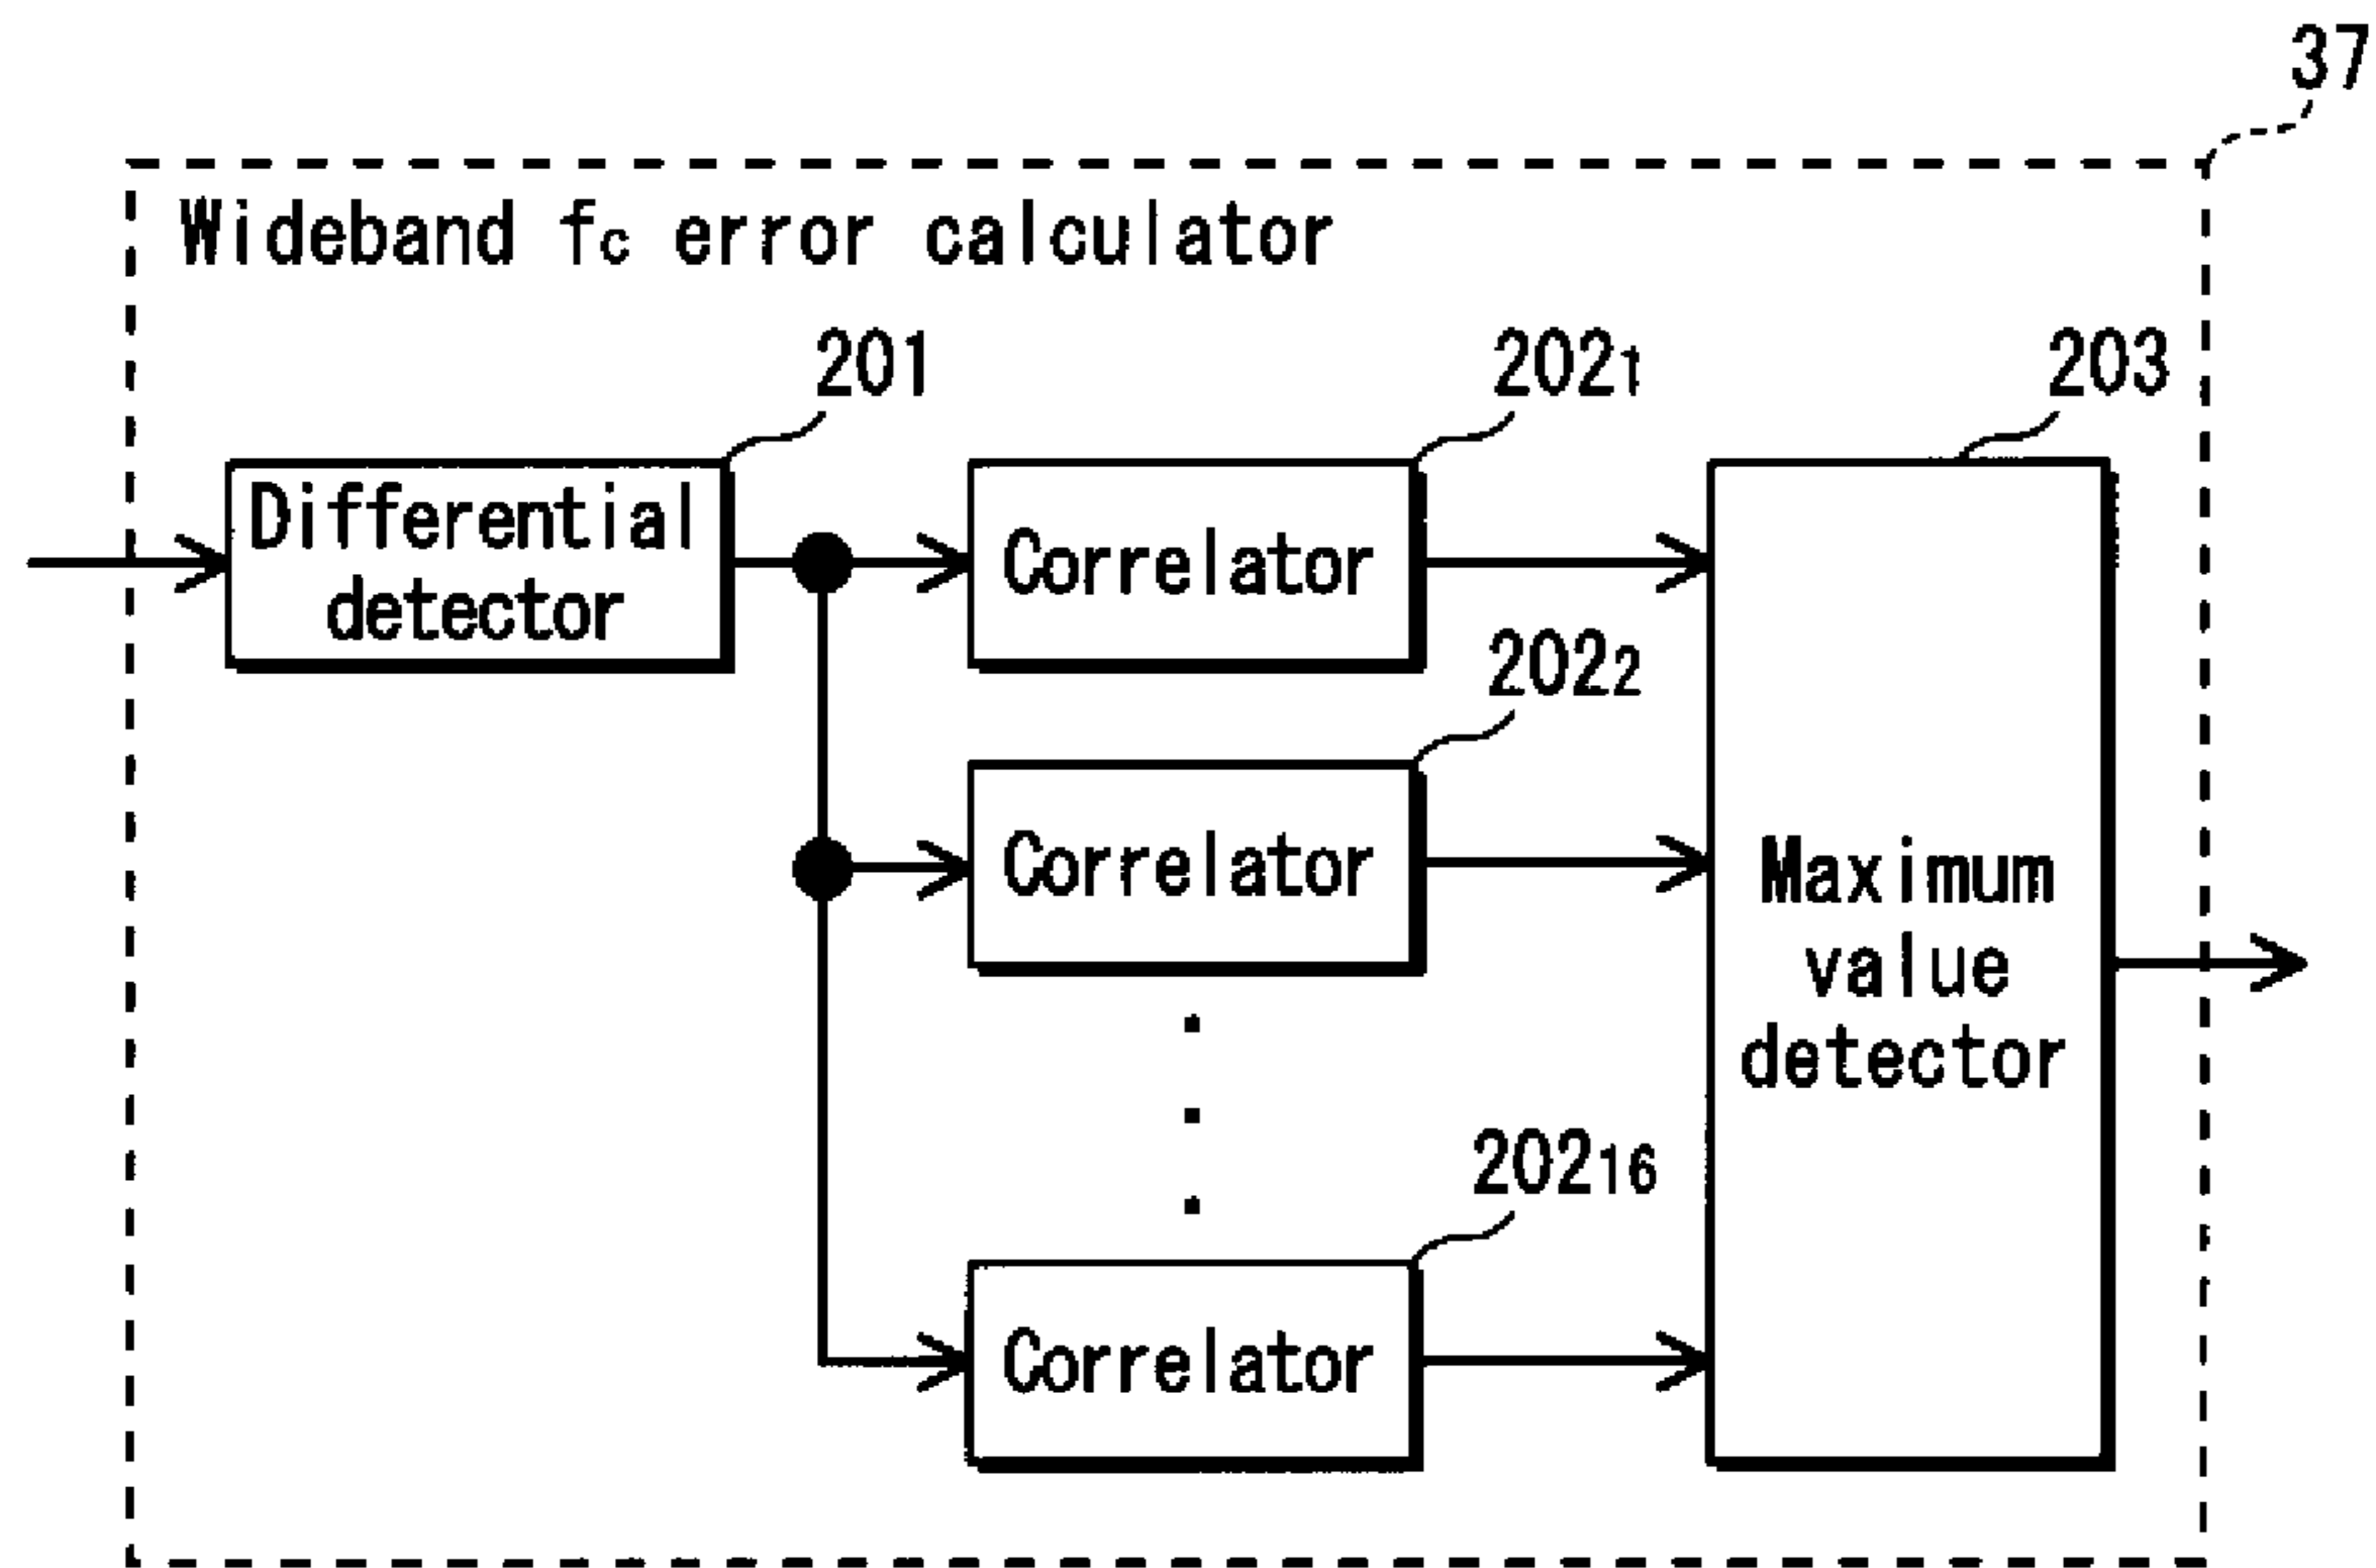 37
Wideband fc error calculator
201
202₁
203
Differential
detector
Correlator
202₂
Correlator
Maximum
value
detector
202₁₆
Correlator